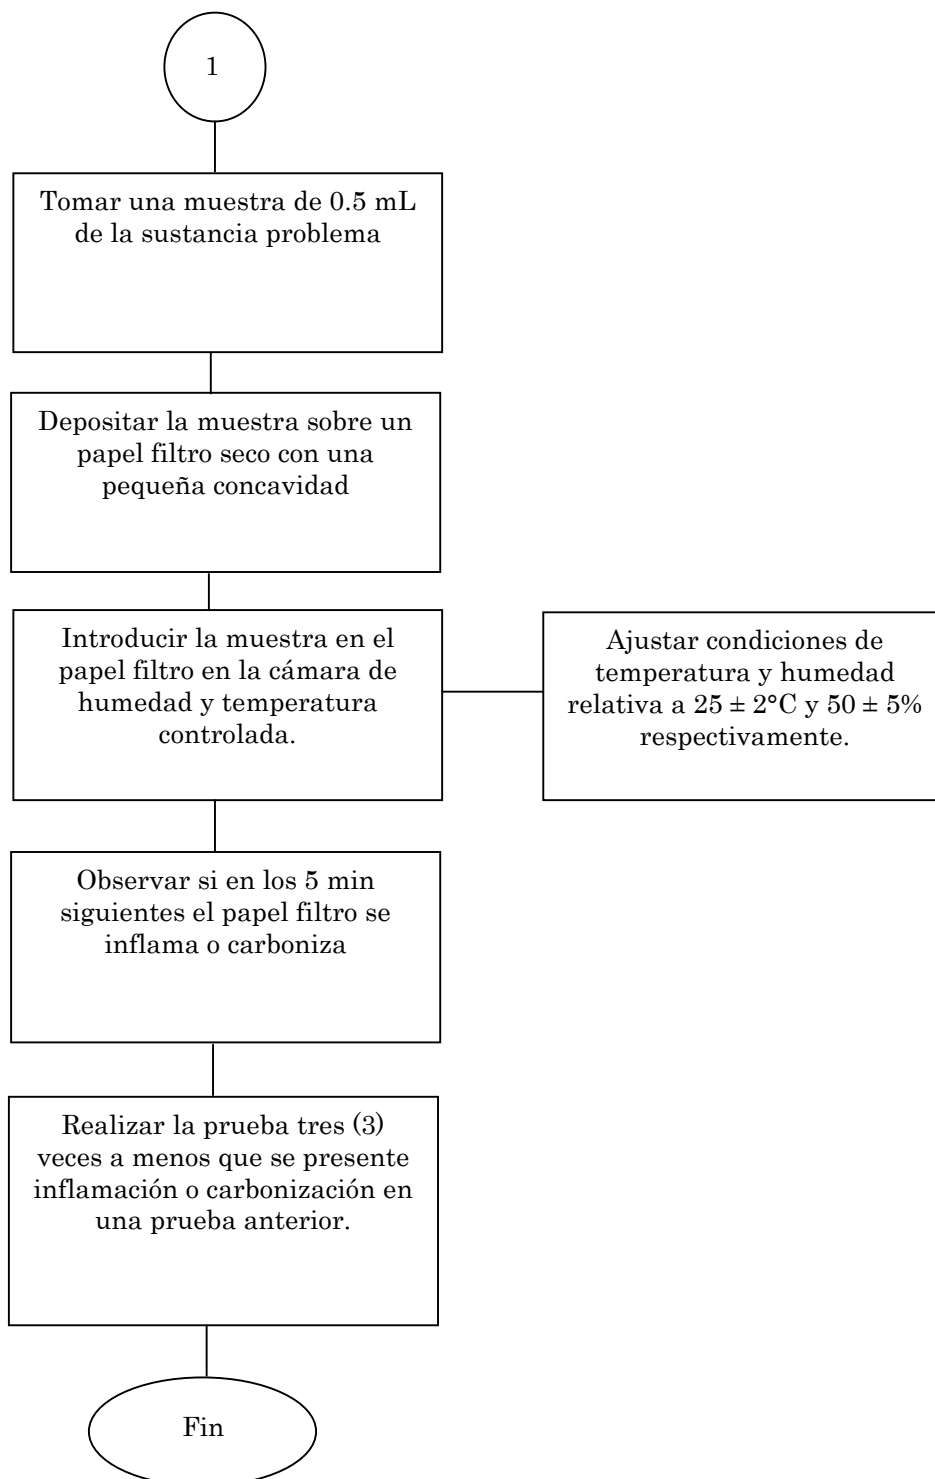 1
Tomar una muestra de 0.5 mL
de la sustancia problema
Depositar la muestra sobre un
papel filtro seco con una
pequeña concavidad
Introducir la muestra en el
papel filtro en la cámara de
humedad y temperatura
controlada.
Ajustar condiciones de
temperatura y humedad
relativa a 25 ± 2°C y 50 ± 5%
respectivamente.
Observar si en los 5 min
siguientes el papel filtro se
inflama o carboniza
Realizar la prueba tres (3)
veces a menos que se presente
inflamación o carbonización en
una prueba anterior.
Fin